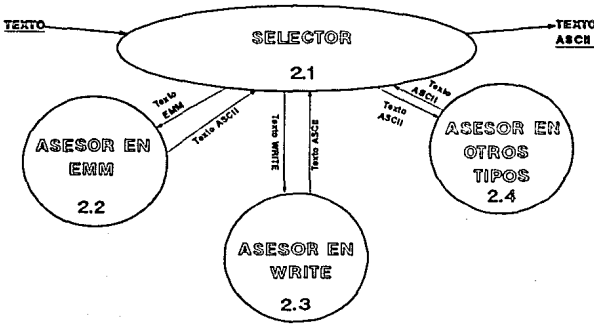 TEXTO
SELECTOR
2.1
TEXTO
ASCII
Texto
EMM
Texto ASCII
Texto WRITE
Texto ASCII
Texto
ASCII
Texto
ASCII
ASESOR EN
EMM
2.2
ASESOR EN
WRITE
2.3
ASESOR EN
OTROS
TIPOS
2.4